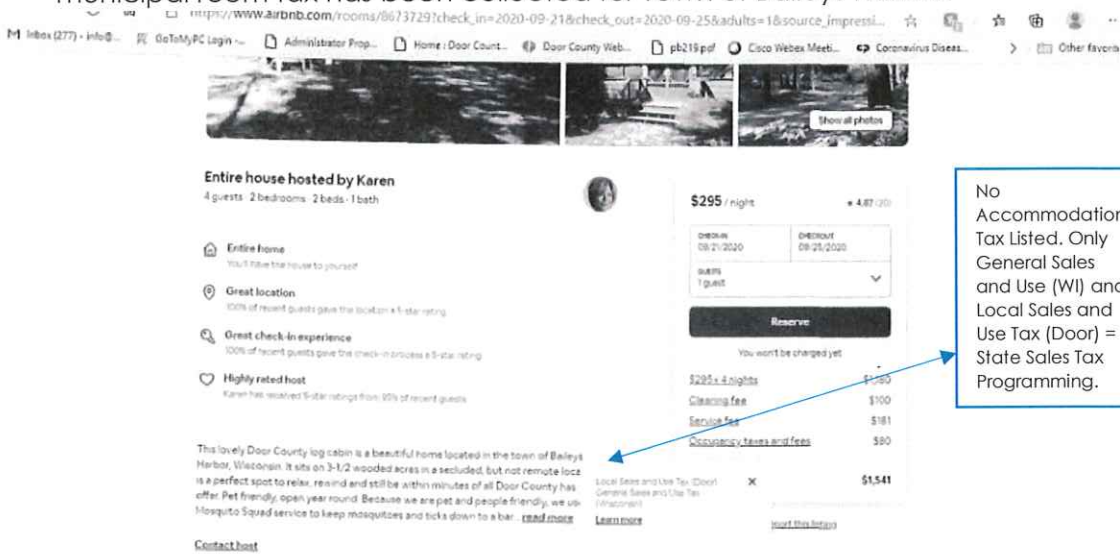 https://www.airbnb.com/rooms/8673729?check_in=2020-09-21&check_out=2020-09-25&adults=1&source_impressi...
Inbox (277) - info@...
GoToMyPC Login -...
Administrator Prop...
Home : Door Count...
Door County Web...
pb219.pdf
Cisco Webex Meeti...
Coronavirus Diseas...
Other favorit
Show all photos
Entire house hosted by Karen
4 guests · 2 bedrooms · 2 beds · 1 bath
Entire home
You'll have the house to yourself
Great location
100% of recent guests gave the location a 5-star rating
Great check-in experience
100% of recent guests gave the check-in process a 5-star rating
Highly rated host
Karen has received 5-star ratings from 95% of recent guests
This lovely Door County log cabin is a beautiful home located in the town of Baileys
Harbor, Wisconsin. It sits on 3-1/2 wooded acres in a secluded, but not remote loca
is a perfect spot to relax, rewind and still be within minutes of all Door County has
offer. Pet friendly, open year round. Because we are pet and people friendly, we us
Mosquito Squad service to keep mosquitoes and ticks down to a bar... read more
Contact host
$295 / night
4.87 (20)
CHECK-IN
09/21/2020
CHECKOUT
09/25/2020
GUESTS
1 guest
Reserve
You won't be charged yet
$295 x 4 nights
$1,180
Cleaning fee
$100
Service fee
$181
Occupancy taxes and fees
$80
$1,541
Local Sales and Use Tax (Door)
General Sales and Use Tax
(Wisconsin)
Learn more
port this listing
No
Accommodation
Tax Listed. Only
General Sales
and Use (WI) and
Local Sales and
Use Tax (Door) =
State Sales Tax
Programming.